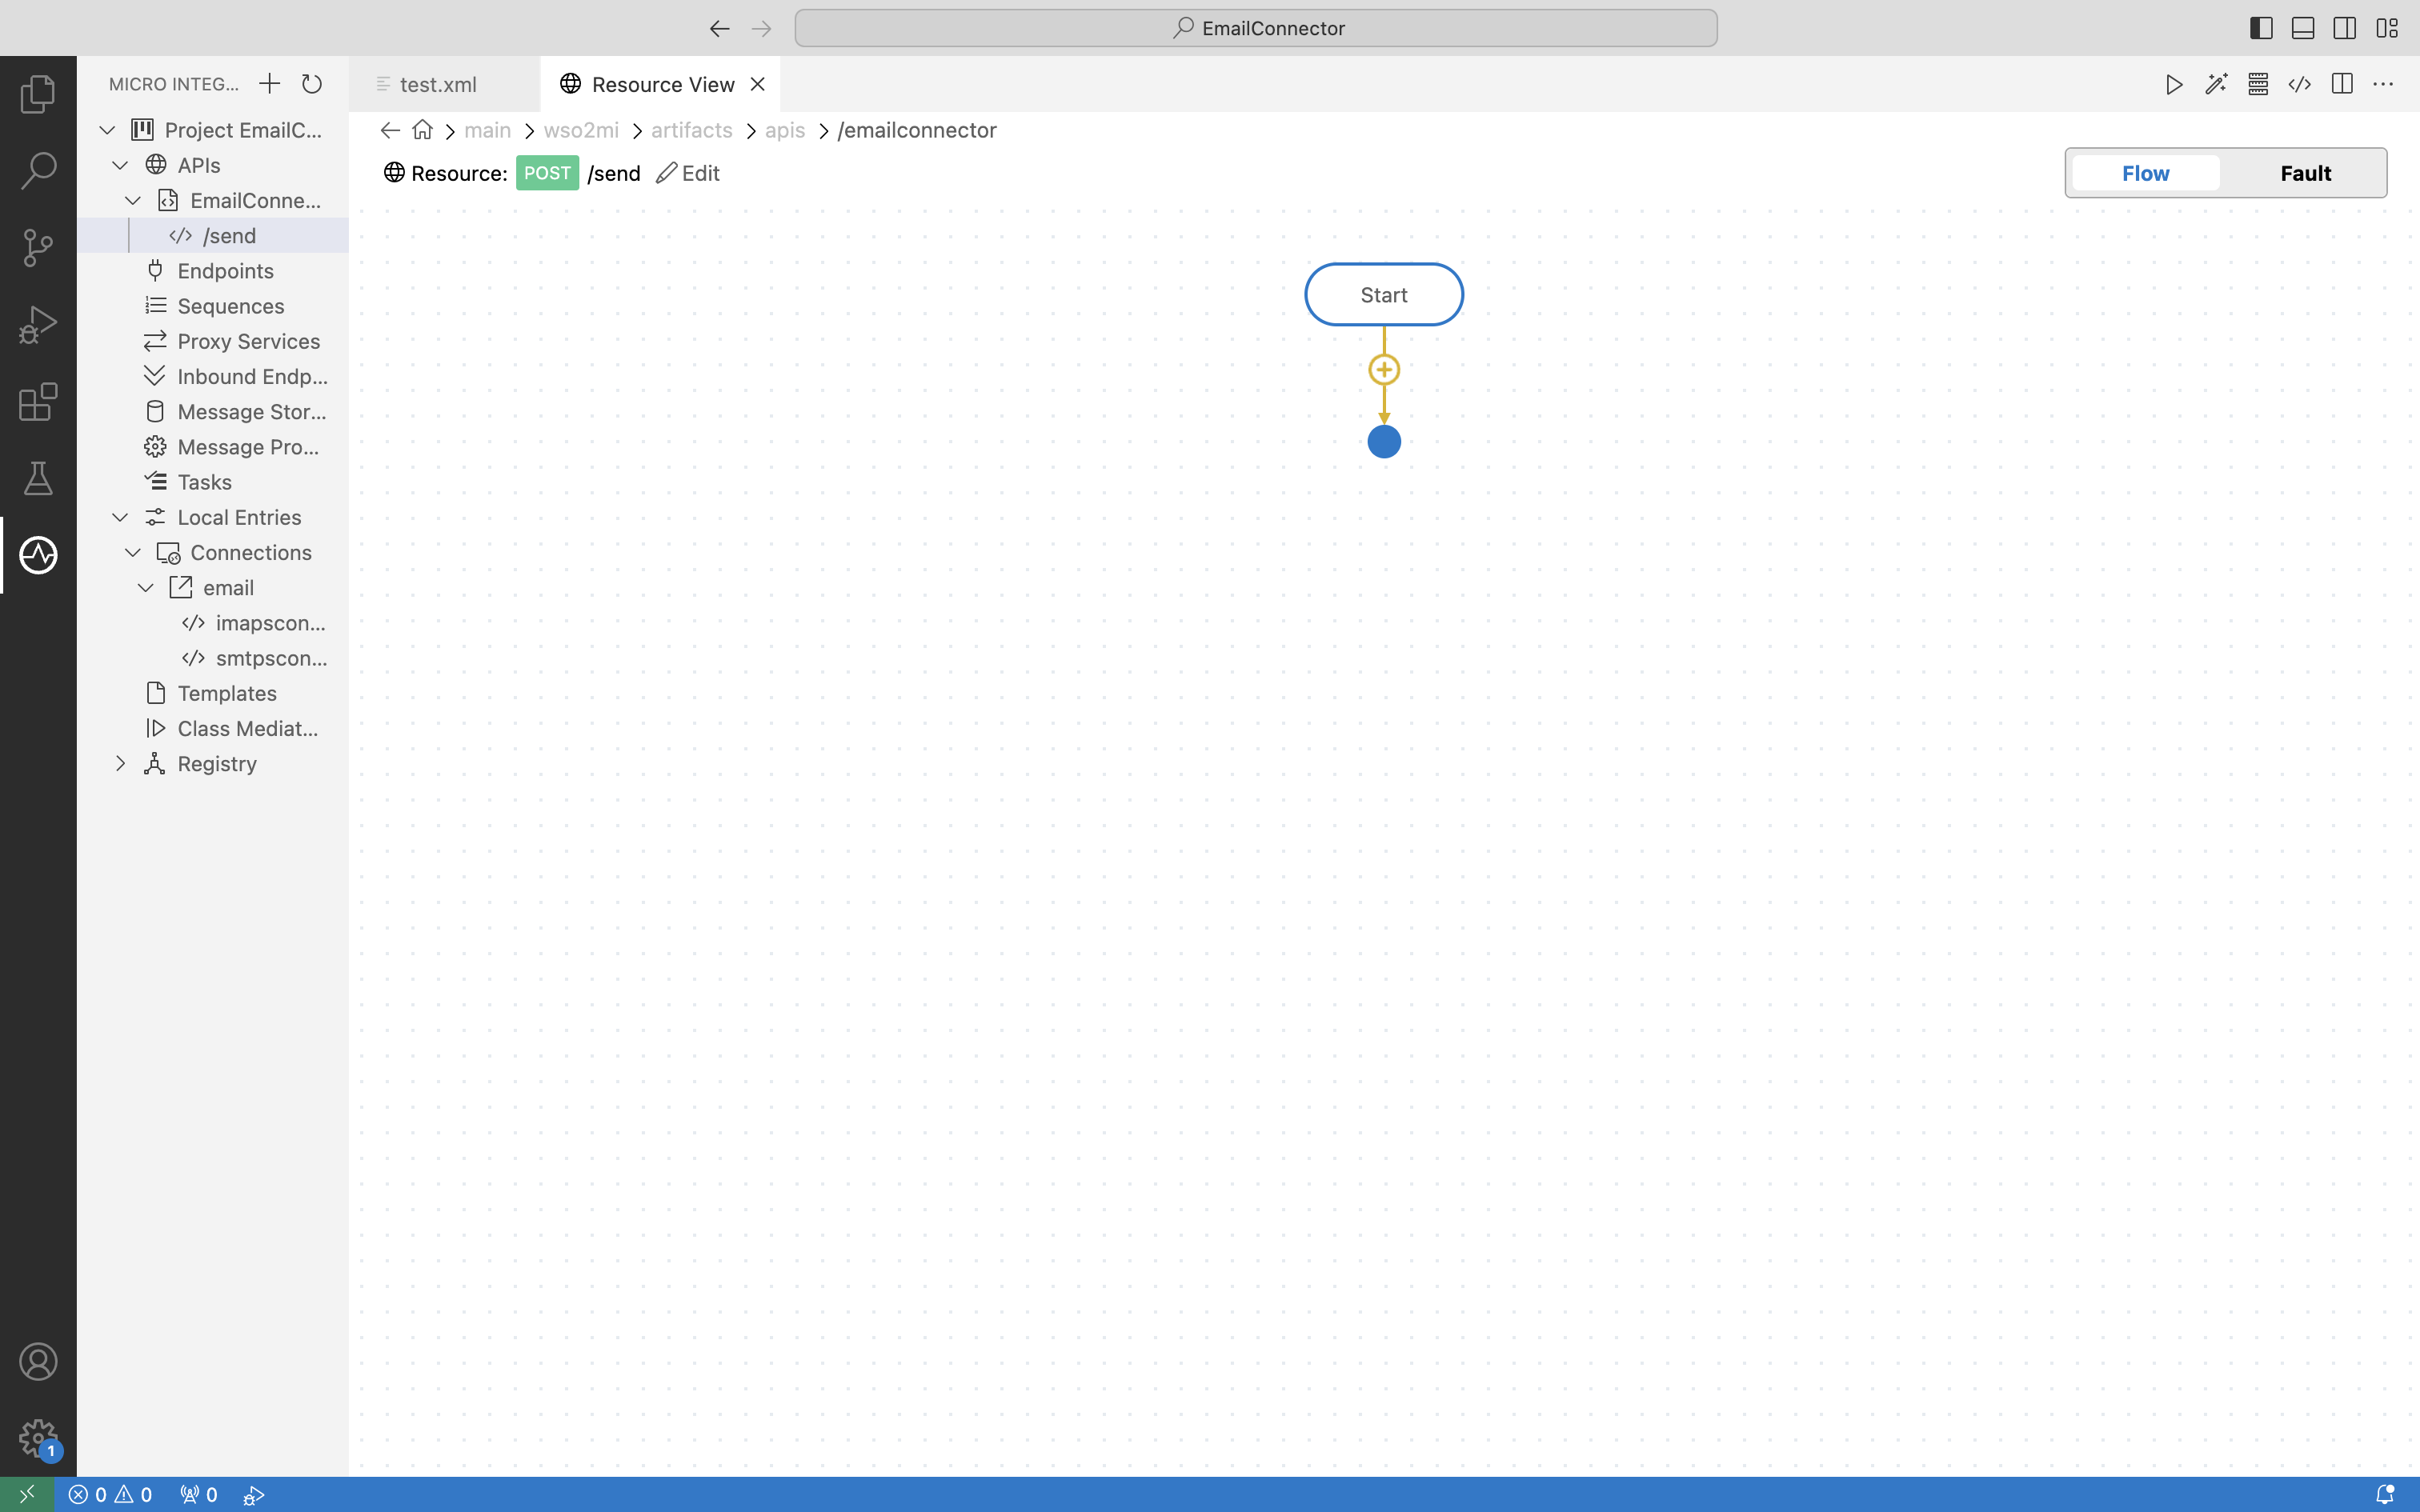 EmailConnector
MICRO INTEG...
test.xml
Resource View
Project EmailC...
APIs
EmailConne...
/send
Endpoints
Sequences
Proxy Services
Inbound Endp...
Message Stor...
Message Pro...
Tasks
Local Entries
Connections
email
imapscon...
smtpscon...
Templates
Class Mediat...
Registry
main wso2mi artifacts apis /emailconnector
Resource: POST /send Edit
Flow Fault
Start
1
0 0 0